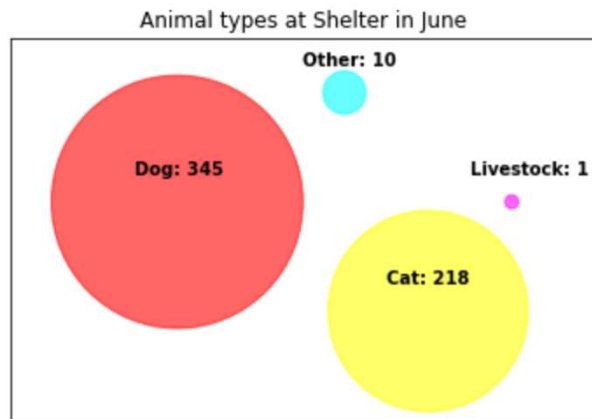 Animal types at Shelter in June
Other: 10
Dog: 345
Livestock: 1
Cat: 218